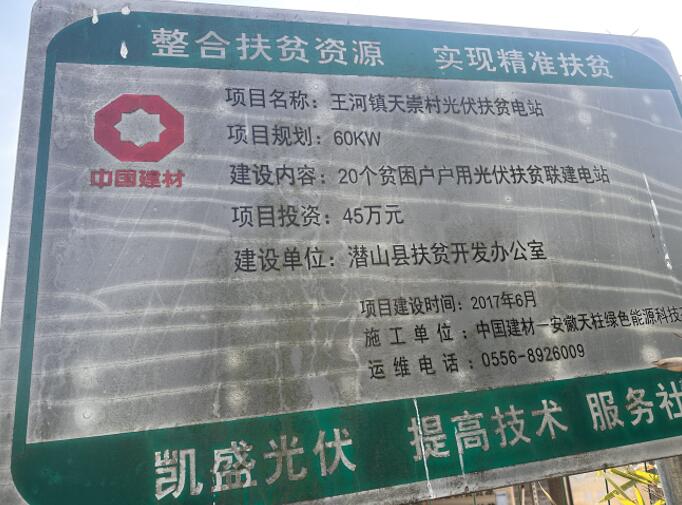 整合扶贫资源 实现精准扶贫
中国建材
项目名称：王河镇天崇村光伏扶贫电站
项目规划：60KW
建设内容：20个贫困户户用光伏扶贫联建电站
项目投资：45万元
建设单位：潜山县扶贫开发办公室
项目建设时间：2017年6月
施工单位：中国建材一安徽天柱绿色能源科技
运维电话：0556-8926009
凯盛光伏 提高技术 服务社